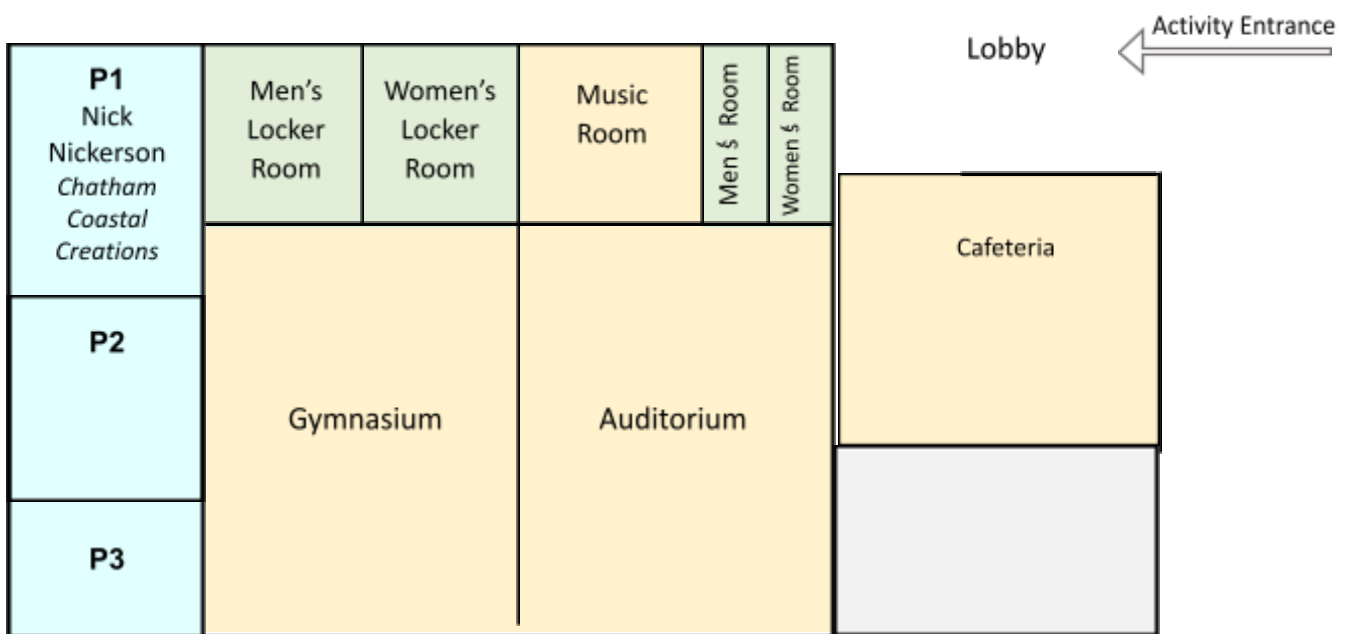 Activity Entrance
Lobby
P1
Nick
Nickerson
Chatham
Coastal
Creations
Men’s
Locker
Room
Women’s
Locker
Room
Music
Room
Men’s Room
Women’s Room
Cafeteria
P2
Gymnasium
Auditorium
P3